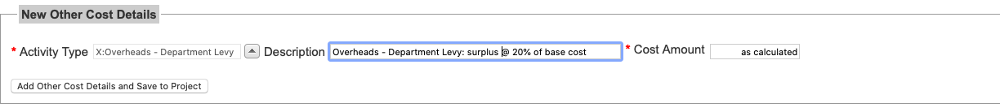 New Other Cost Details
* Activity Type X:Overheads - Department Levy Description Overheads - Department Levy: surplus @ 20% of base cost * Cost Amount as calculated
Add Other Cost Details and Save to Project